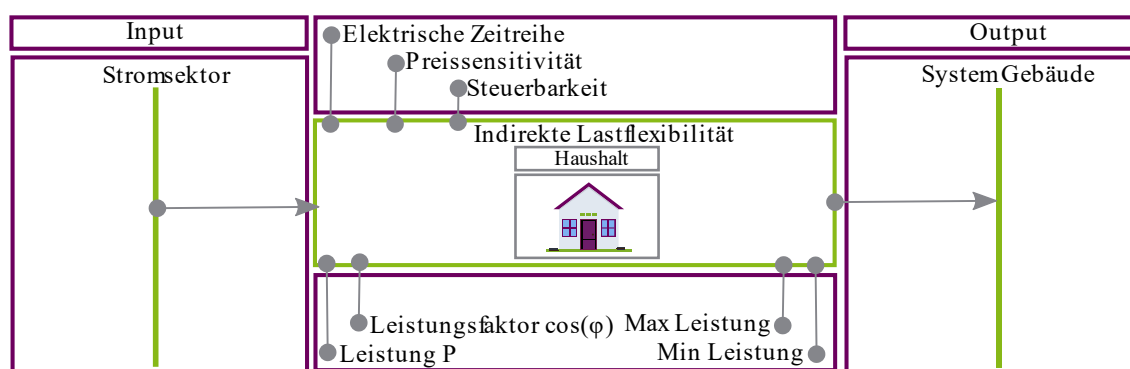 Input
Elektrische Zeitreihe
Preissensitivität
Steuerbarkeit
Output
Stromsektor
System Gebäude
Indirekte Lastflexibilität
Haushalt
Leistungsfaktor cos(φ)
Max Leistung
Leistung P
Min Leistung